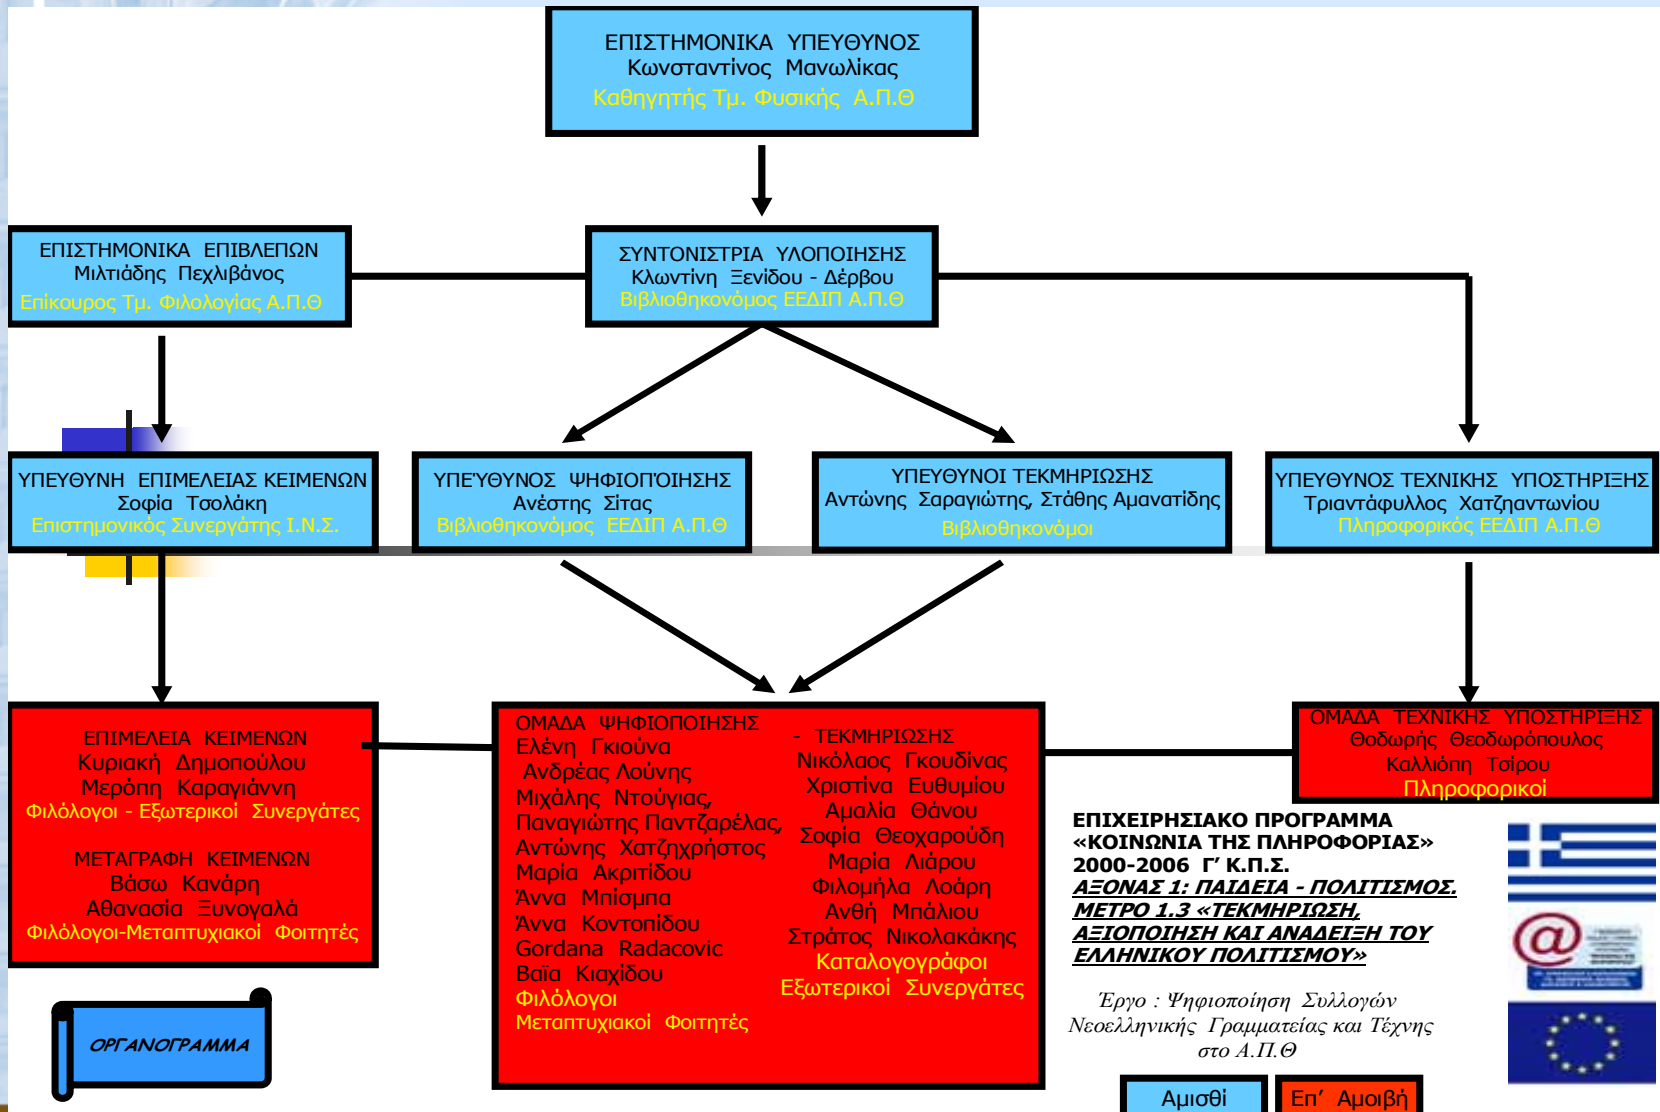 ΕΠΙΣΤΗΜΟΝΙΚΑ ΥΠΕΥΘΥΝΟΣ
Κωνσταντίνος Μανωλίκας
Καθηγητής Τμ. Φυσικής Α.Π.Θ
ΕΠΙΣΤΗΜΟΝΙΚΑ ΕΠΙΒΛΕΠΩΝ
Μιλτιάδης Πεχλιβάνος
Επίκουρος Τμ. Φιλολογίας Α.Π.Θ
ΣΥΝΤΟΝΙΣΤΡΙΑ ΥΛΟΠΟΙΗΣΗΣ
Κλωντίνη Ξενίδου - Δέρβου
Βιβλιοθηκονόμος ΕΕΔΙΠ Α.Π.Θ
ΥΠΕΥΘΥΝΗ ΕΠΙΜΕΛΕΙΑΣ ΚΕΙΜΕΝΩΝ
Σοφία Τσολάκη
Επιστημονικός Συνεργάτης Ι.Ν.Σ.
ΥΠΕΎΘΥΝΟΣ ΨΗΦΙΟΠΌΙΗΣΗΣ
Ανέστης Σίτας
Βιβλιοθηκονόμος ΕΕΔΙΠ Α.Π.Θ
ΥΠΕΥΘΥΝΟΙ ΤΕΚΜΗΡΙΩΣΗΣ
Αντώνης Σαραγιώτης, Στάθης Αμανατίδης
Βιβλιοθηκονόμοι
ΥΠΕΥΘΥΝΟΣ ΤΕΧΝΙΚΗΣ ΥΠΟΣΤΗΡΙΞΗΣ
Τριαντάφυλλος Χατζηαντωνίου
Πληροφορικός ΕΕΔΙΠ Α.Π.Θ
ΕΠΙΜΕΛΕΙΑ ΚΕΙΜΕΝΩΝ
Κυριακή Δημοπούλου
Μερόπη Καραγιάννη
Φιλόλογοι - Εξωτερικοί Συνεργάτες
ΜΕΤΑΓΡΑΦΗ ΚΕΙΜΕΝΩΝ
Βάσω Κανάρη
Αθανασία Ξυνογαλά
Φιλόλογοι-Μεταπτυχιακοί Φοιτητές
ΟΜΑΔΑ ΨΗΦΙΟΠΟΙΗΣΗΣ
Ελένη Γκιούνα
Ανδρέας Λούνης
Μιχάλης Ντούγιας,
Παναγιώτης Παντζαρέλας,
Αντώνης Χατζηχρήστος
Μαρία Ακριτίδου
Άννα Μπίσμπα
Άννα Κοντοπίδου
Gordana Radacovic
Βαϊα Κιαχίδου
Φιλόλογοι
Μεταπτυχιακοί Φοιτητές
- ΤΕΚΜΗΡΙΩΣΗΣ
Νικόλαος Γκουδίνας
Χριστίνα Ευθυμίου
Αμαλία Θάνου
Σοφία Θεοχαρούδη
Μαρία Λιάρου
Φιλομήλα Λοάρη
Ανθή Μπάλιου
Στράτος Νικολακάκης
Καταλογογράφοι
Εξωτερικοί Συνεργάτες
ΟΜΑΔΑ ΤΕΧΝΙΚΗΣ ΥΠΟΣΤΗΡΙΞΗΣ
Θοδωρής Θεοδωρόπουλος
Καλλιόπη Τσίρου
Πληροφορικοί
ΕΠΙΧΕΙΡΗΣΙΑΚΟ ΠΡΟΓΡΑΜΜΑ
«ΚΟΙΝΩΝΙΑ ΤΗΣ ΠΛΗΡΟΦΟΡΙΑΣ»
2000-2006 Γ’ Κ.Π.Σ.
ΑΞΟΝΑΣ 1: ΠΑΙΔΕΙΑ - ΠΟΛΙΤΙΣΜΟΣ.
ΜΕΤΡΟ 1.3 «ΤΕΚΜΗΡΙΩΣΗ,
ΑΞΙΟΠΟΙΗΣΗ ΚΑΙ ΑΝΑΔΕΙΞΗ ΤΟΥ
ΕΛΛΗΝΙΚΟΥ ΠΟΛΙΤΙΣΜΟΥ»
Έργο : Ψηφιοποίηση Συλλογών
Νεοελληνικής Γραμματείας και Τέχνης
στο Α.Π.Θ
ΟΡΓΑΝΟΓΡΑΜΜΑ
Αμισθί
Επ’ Αμοιβή